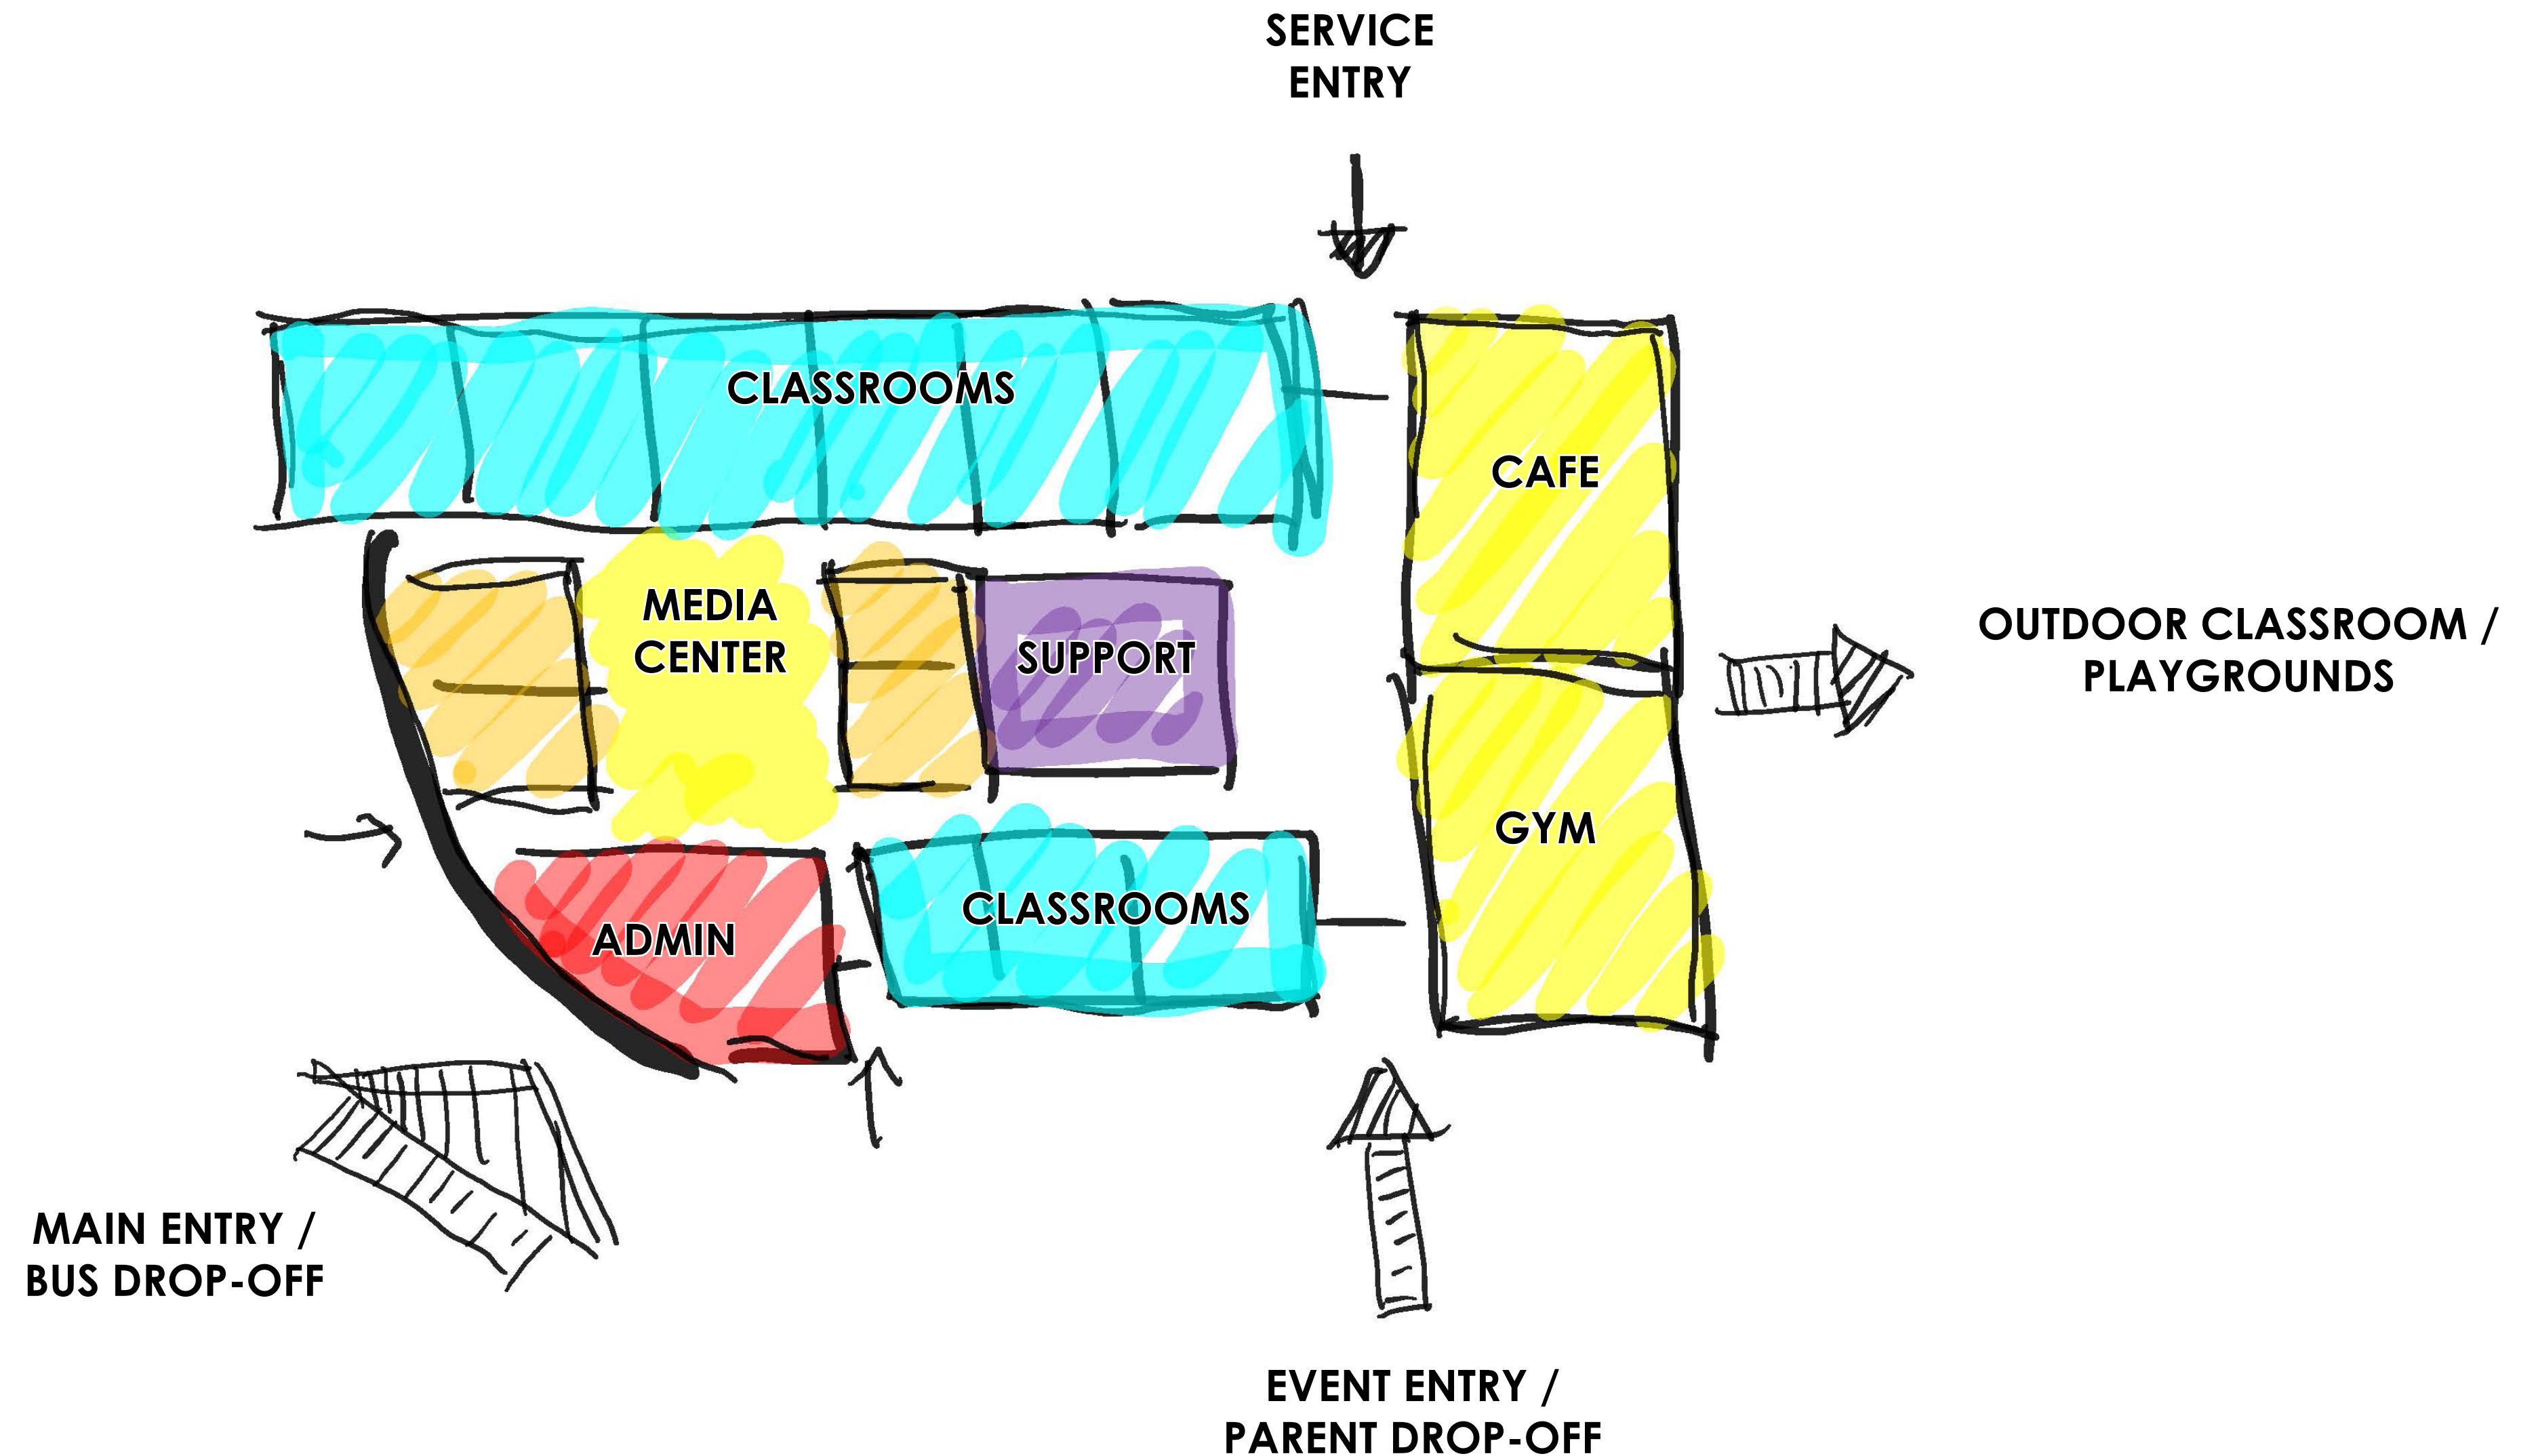 SERVICE
ENTRY
CLASSROOMS
CAFE
MEDIA
CENTER
SUPPORT
OUTDOOR CLASSROOM /
PLAYGROUNDS
GYM
CLASSROOMS
ADMIN
MAIN ENTRY /
BUS DROP-OFF
EVENT ENTRY /
PARENT DROP-OFF